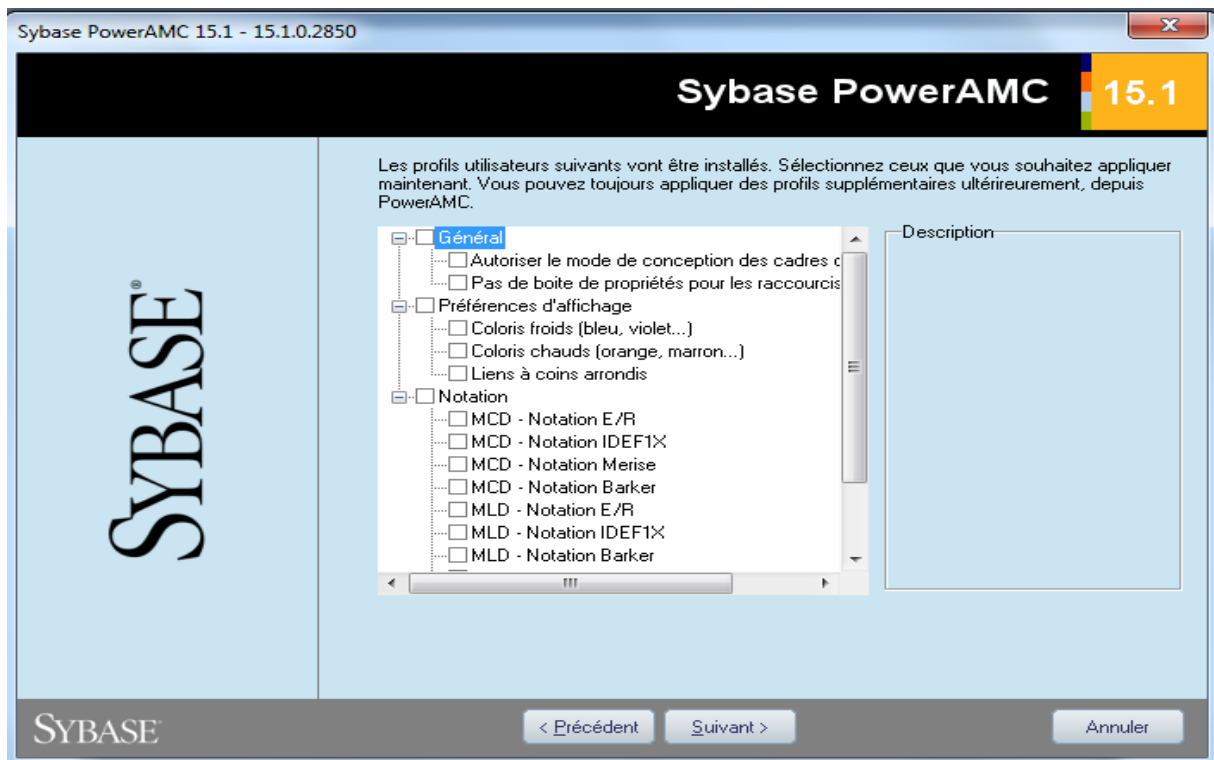 Sybase PowerAMC 15.1 - 15.1.0.2850
Sybase PowerAMC 15.1
Les profils utilisateurs suivants vont être installés. Sélectionnez ceux que vous souhaitez appliquer
maintenant. Vous pouvez toujours appliquer des profils supplémentaires ultérireurement, depuis
PowerAMC.
Général
Autoriser le mode de conception des cadres
Pas de boite de propriétés pour les raccourcis
Préférences d'affichage
Coloris froids (bleu, violet...)
Coloris chauds (orange, marron...)
Liens à coins arrondis
Notation
MCD - Notation E/R
MCD - Notation IDEF1X
MCD - Notation Merise
MCD - Notation Barker
MLD - Notation E/R
MLD - Notation IDEF1X
MLD - Notation Barker
Description
SYBASE®
SYBASE
< Précédent
Suivant >
Annuler